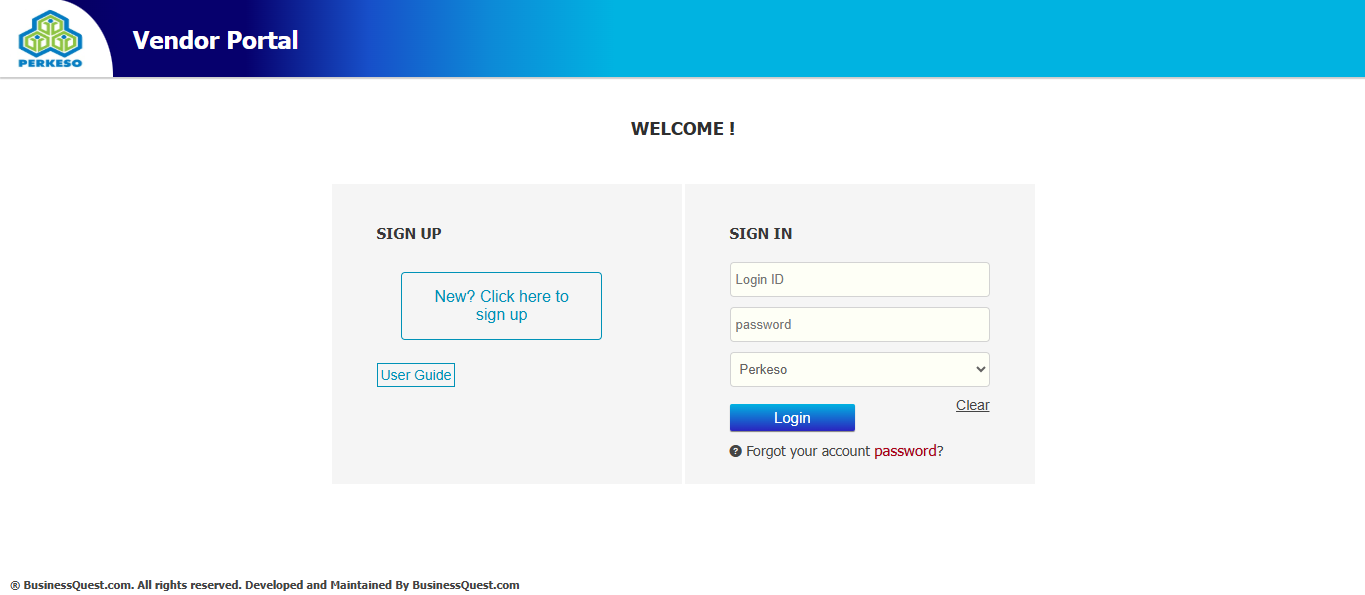 PERKESO
Vendor Portal
WELCOME !
SIGN UP
New? Click here to
sign up
User Guide
SIGN IN
Login ID
password
Perkeso
Clear
Login
? Forgot your account password?
® BusinessQuest.com. All rights reserved. Developed and Maintained By BusinessQuest.com